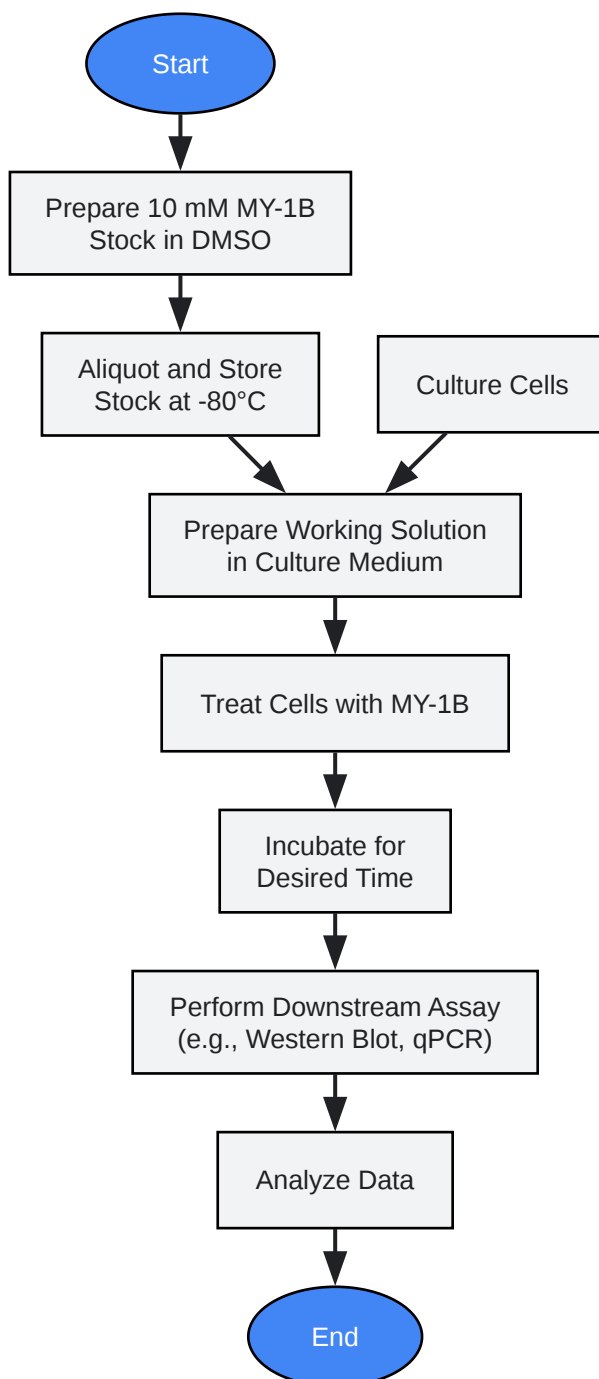 Start
Prepare 10 mM MY-1B
Stock in DMSO
Aliquot and Store
Stock at -80°C
Culture Cells
Prepare Working Solution
in Culture Medium
Treat Cells with MY-1B
Incubate for
Desired Time
Perform Downstream Assay
(e.g., Western Blot, qPCR)
Analyze Data
End